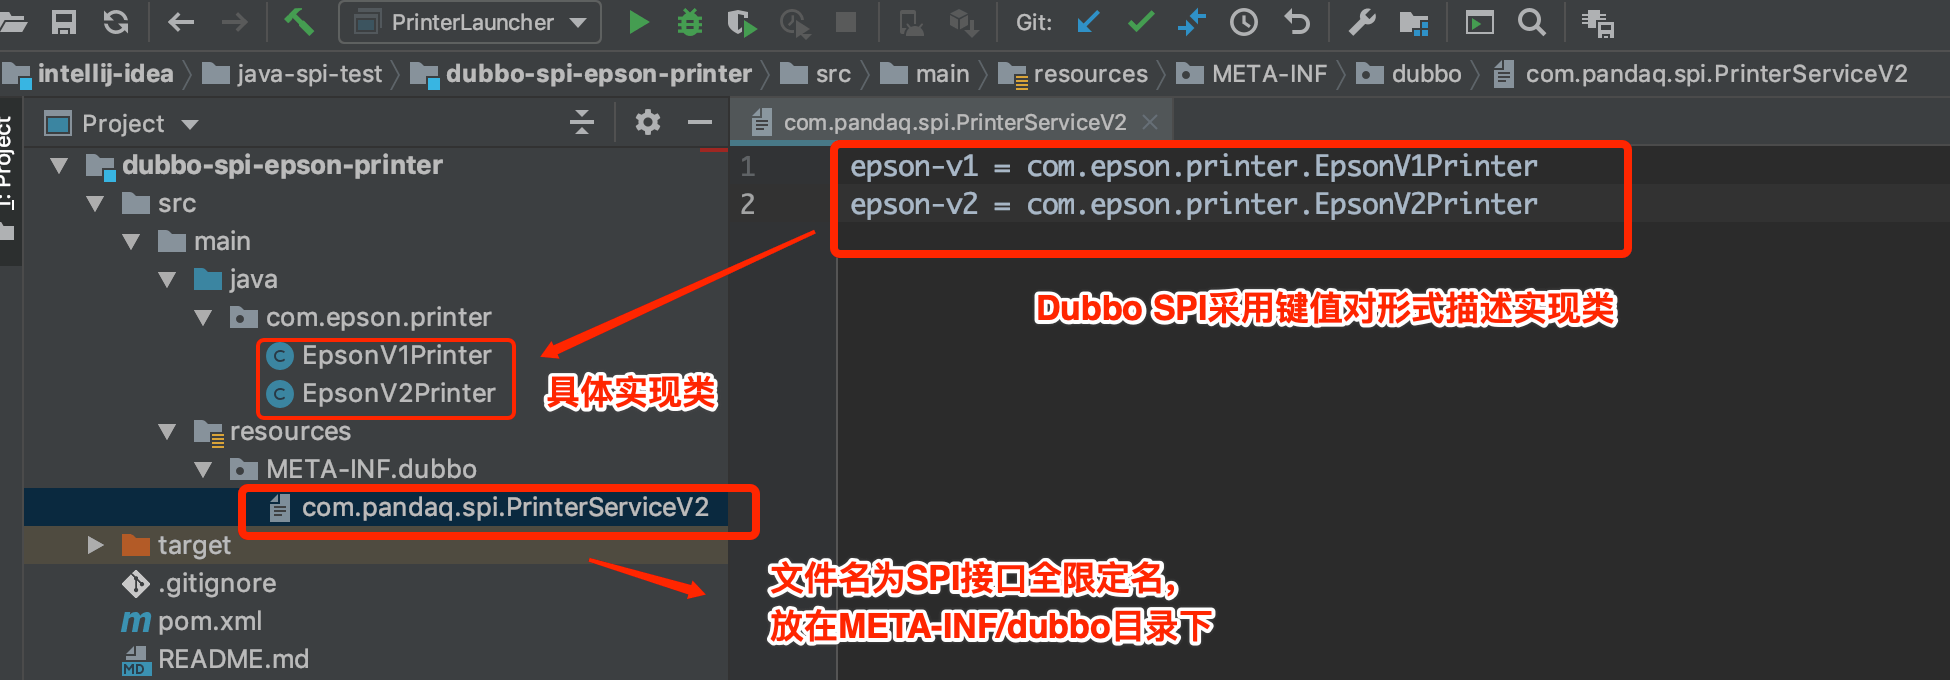 PrinterLauncher
Git:
intellij-idea
java-spi-test
dubbo-spi-epson-printer
src
main
resources
META-INF
dubbo
com.pandaq.spi.PrinterServiceV2
1: Project
Project
com.pandaq.spi.PrinterServiceV2
dubbo-spi-epson-printer
src
main
java
com.epson.printer
C EpsonV1Printer
C EpsonV2Printer
resources
META-INF.dubbo
com.pandaq.spi.PrinterServiceV2
target
.gitignore
m pom.xml
MD README.md
1 epson-v1 = com.epson.printer.EpsonV1Printer
2 epson-v2 = com.epson.printer.EpsonV2Printer
Dubbo SPI采用键值对形式描述实现类
具体实现类
文件名为SPI接口全限定名,
放在META-INF/dubbo目录下